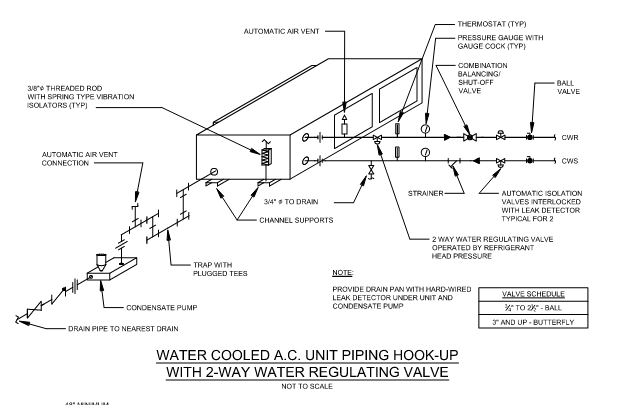 THERMOSTAT (TYP)
AUTOMATIC AIR VENT
PRESSURE GAUGE WITH
GAUGE COCK (TYP)
COMBINATION
BALANCING/
SHUT-OFF
VALVE
BALL
VALVE
3/8"ø THREADED ROD
WITH SPRING TYPE VIBRATION
ISOLATORS (TYP)
CWR
CWS
AUTOMATIC AIR VENT
CONNECTION
3/4" ø TO DRAIN
STRAINER
AUTOMATIC ISOLATION
VALVES INTERLOCKED
WITH LEAK DETECTOR
TYPICAL FOR 2
CHANNEL SUPPORTS
2 WAY WATER REGULATING VALVE
OPERATED BY REFRIGERANT
HEAD PRESSURE
TRAP WITH
PLUGGED TEES
NOTE:
PROVIDE DRAIN PAN WITH HARD-WIRED
LEAK DETECTOR UNDER UNIT AND
CONDENSATE PUMP
VALVE SCHEDULE
TO 2½" - BALL
3" AND UP - BUTTERFLY
CONDENSATE PUMP
DRAIN PIPE TO NEAREST DRAIN
WATER COOLED A.C. UNIT PIPING HOOK-UP
WITH 2-WAY WATER REGULATING VALVE
NOT TO SCALE